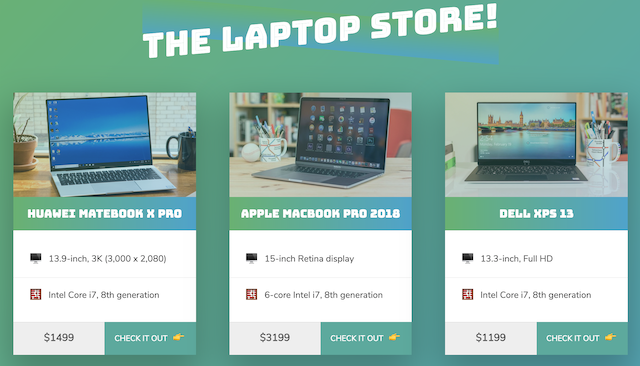 THE LAPTOP STORE!
HUAWEI MATEBOOK X PRO
13.9-inch, 3K (3,000 x 2,080)
Intel Core i7, 8th generation
$1499
CHECK IT OUT 👉
APPLE MACBOOK PRO 2018
15-inch Retina display
6-core Intel i7, 8th generation
$3199
CHECK IT OUT 👉
DELL XPS 13
13.3-inch, Full HD
Intel Core i7, 8th generation
$1199
CHECK IT OUT 👉